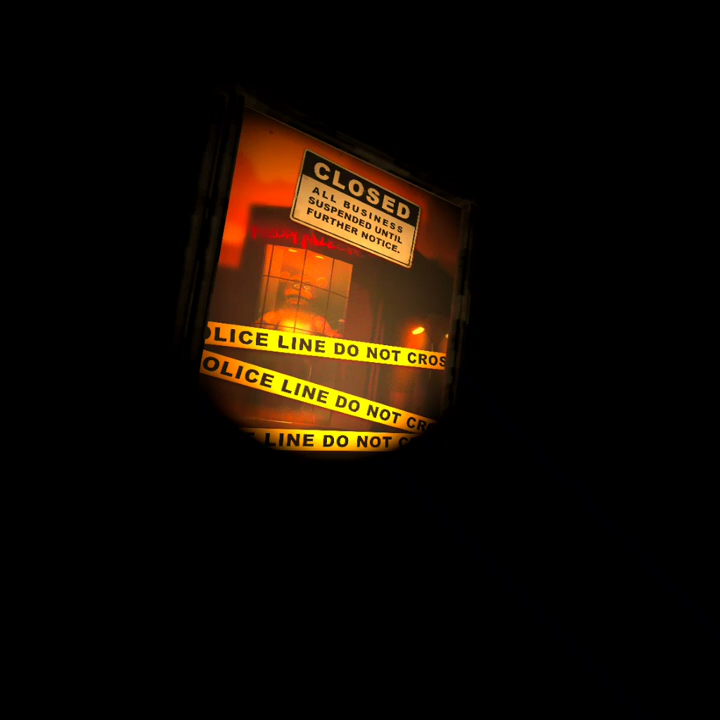 CLOSED
ALL BUSINESS
SUSPENDED UNTIL
FURTHER NOTICE.
OLICE LINE DO NOT CROS
OLICE LINE DO NOT CR
LINE DO NOT C